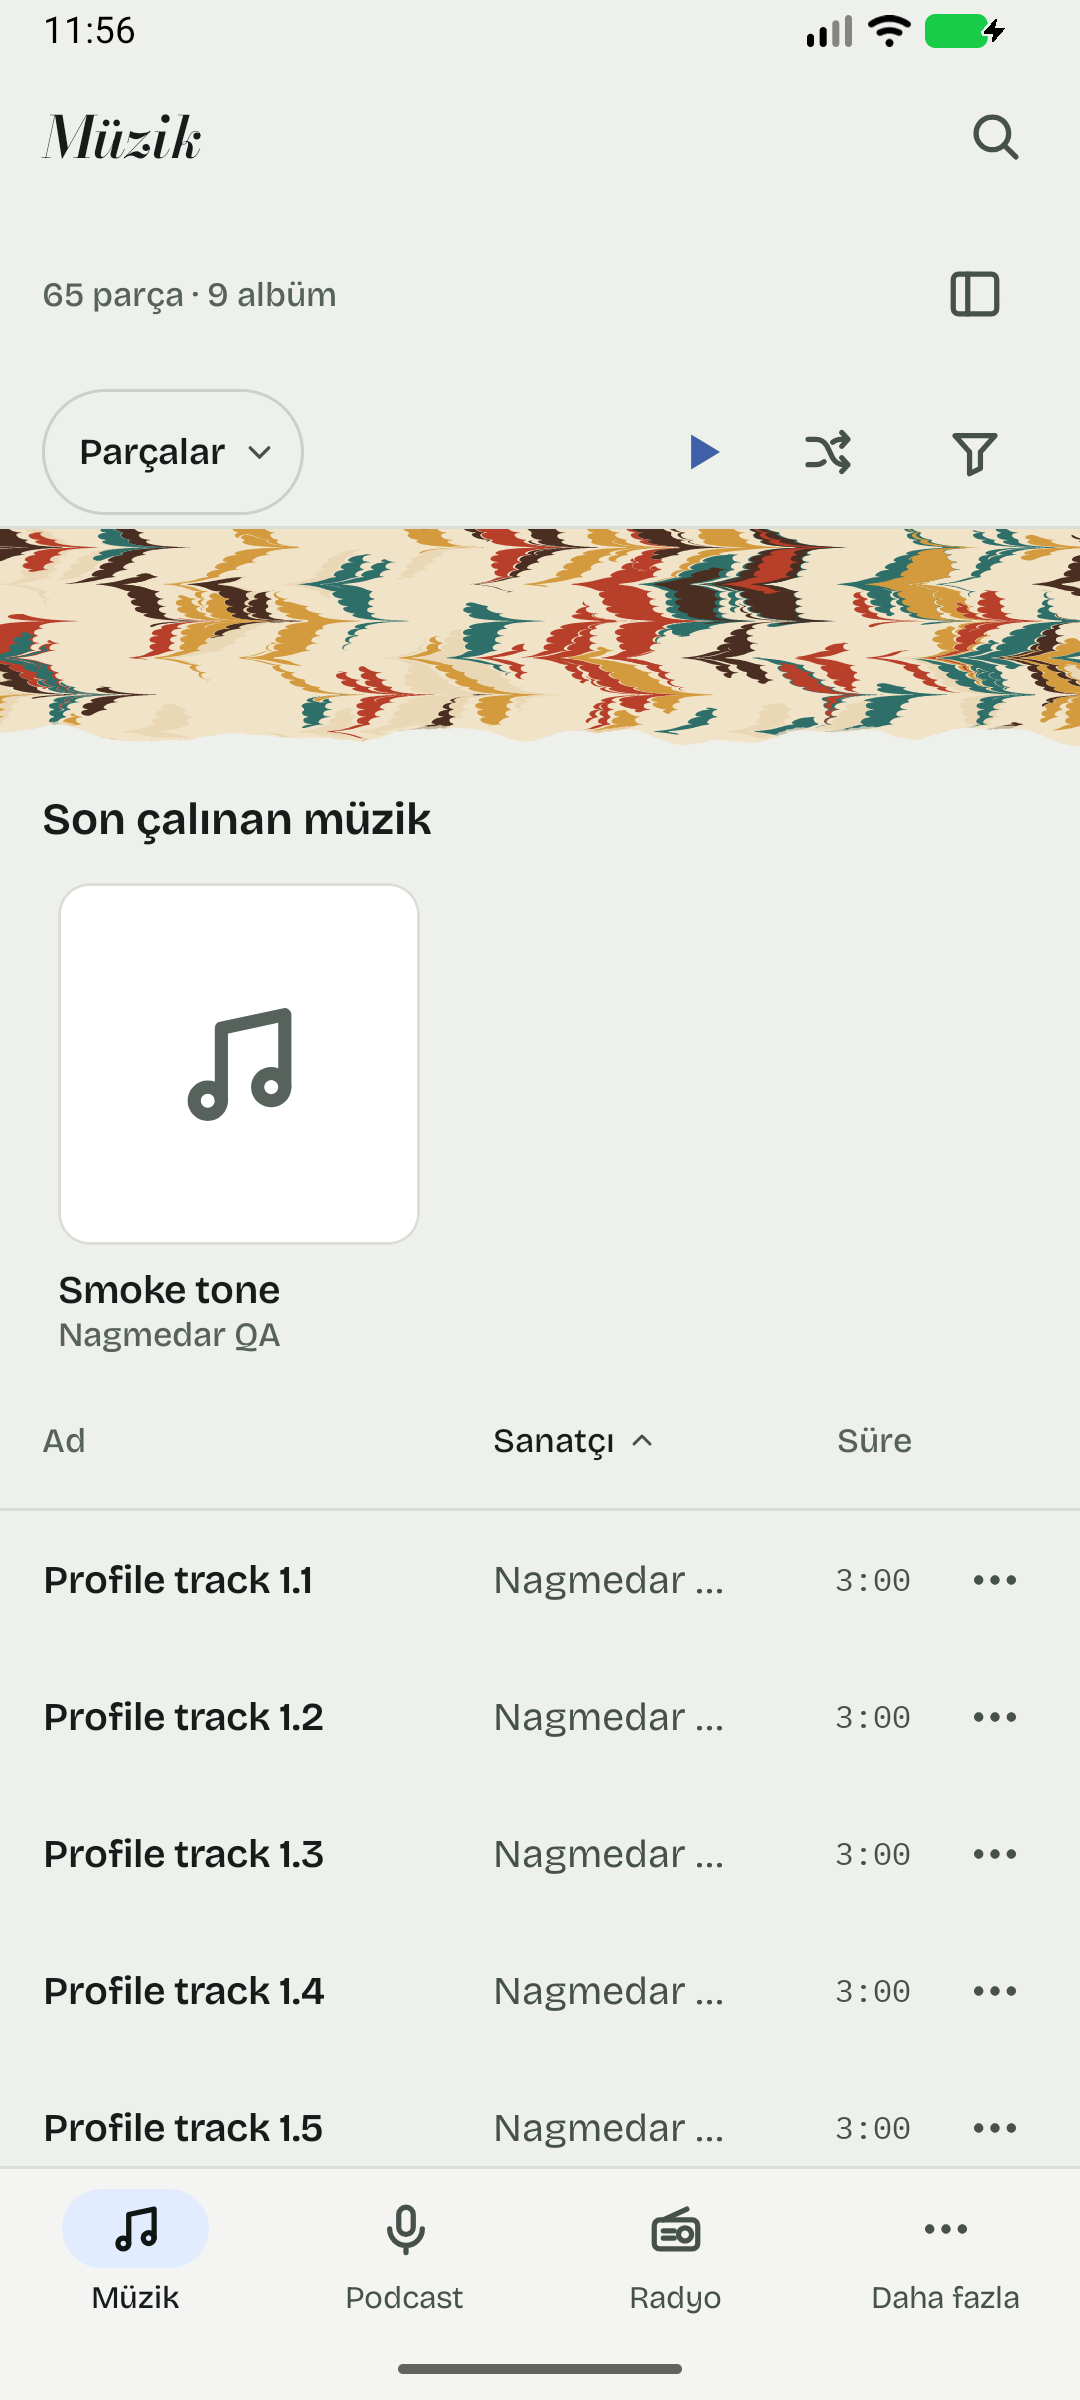 11:56
Müzik
65 parça · 9 albüm
Parçalar
Son çalınan müzik
Smoke tone
Nagmedar QA
Ad Sanatçı Süre
Profile track 1.1 Nagmedar ... 3:00
Profile track 1.2 Nagmedar ... 3:00
Profile track 1.3 Nagmedar ... 3:00
Profile track 1.4 Nagmedar ... 3:00
Profile track 1.5 Nagmedar ... 3:00
Müzik Podcast Radyo Daha fazla